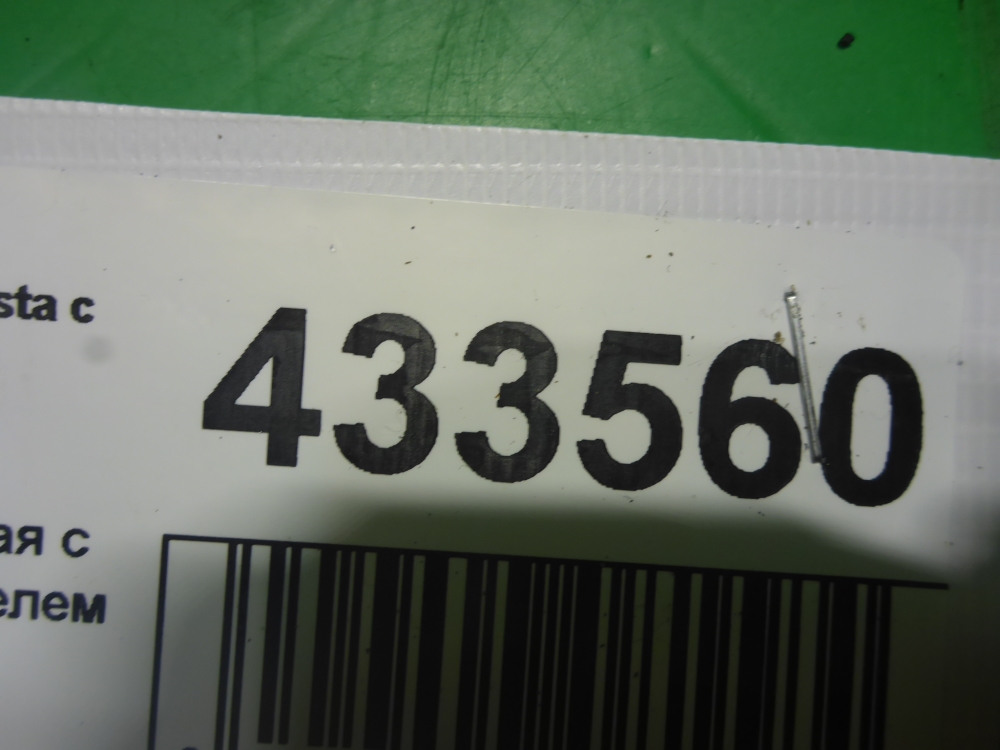 sta c
433560
ая с
елем